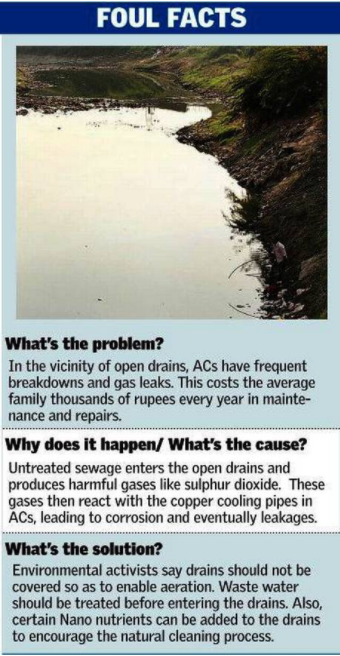 FOUL FACTS
What's the problem?
In the vicinity of open drains, ACs have frequent
breakdowns and gas leaks. This costs the average
family thousands of rupees every year in mainte-
nance and repairs.
Why does it happen/ What's the cause?
Untreated sewage enters the open drains and
produces harmful gases like sulphur dioxide. These
gases then react with the copper cooling pipes in
ACs, leading to corrosion and eventually leakages.
What's the solution?
Environmental activists say drains should not be
covered so as to enable aeration. Waste water
should be treated before entering the drains. Also,
certain Nano nutrients can be added to the drains
to encourage the natural cleaning process.